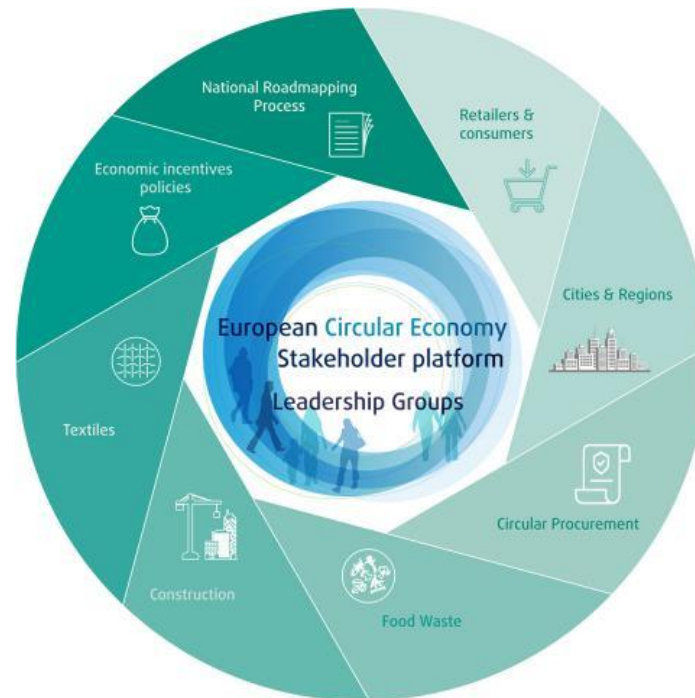 National Roadmapping
Process
Retailers &
consumers
Economic incentives
policies
Cities & Regions
European Circular Economy
Stakeholder platform
Leadership Groups
Textiles
Circular Procurement
Construction
Food Waste